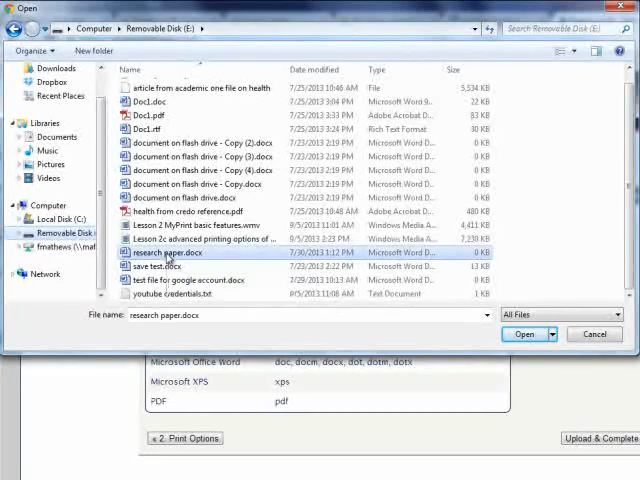 Open
Computer ▸ Removable Disk (E:) ▸
Search Removable Disk (E:)
Organize
New folder
Name Date modified Type Size
Downloads
Dropbox
Recent Places
Libraries
Documents
Music
Pictures
Videos
Computer
Local Disk (C:)
Removable Disk
fmathews (\\maf
Network
article from academic one file on health 7/25/2013 10:46 AM File 5,534 KB
Doc1.doc 7/25/2013 3:04 PM Microsoft Word 9... 22 KB
Doc1.pdf 7/25/2013 3:33 PM Adobe Acrobat D... 83 KB
Doc1.rtf 7/25/2013 3:44 PM Rich Text Format 30 KB
document on flash drive - Copy (2).docx 7/23/2013 2:19 PM Microsoft Word D... 0 KB
document on flash drive - Copy (3).docx 7/23/2013 2:19 PM Microsoft Word D... 0 KB
document on flash drive - Copy (4).docx 7/23/2013 2:19 PM Microsoft Word D... 0 KB
document on flash drive - Copy.docx 7/23/2013 2:19 PM Microsoft Word D... 0 KB
document on flash drive.docx 7/23/2013 2:19 PM Microsoft Word D... 0 KB
health from credo reference.pdf 7/25/2013 10:48 AM Adobe Acrobat D... 480 KB
Lesson 2 MyPrint basic features.wmv 9/5/2013 11:01 AM Windows Media A... 4,411 KB
Lesson 2c advanced printing options of ... 9/5/2013 2:23 PM Windows Media A... 7,230 KB
research paper.docx 7/30/2013 1:12 PM Microsoft Word D... 0 KB
save test.docx 7/23/2013 2:22 PM Microsoft Word D... 0 KB
test file for google account.docx 7/29/2013 10:13 AM Microsoft Word D... 0 KB
youtube credentials.txt 9/5/2013 11:08 AM Text Document 1 KB
File name: research paper.docx All Files
Open Cancel
Microsoft Office Word doc, docm, docx, dot, dotm, dotx
Microsoft XPS xps
PDF pdf
« 2. Print Options
Upload & Complete